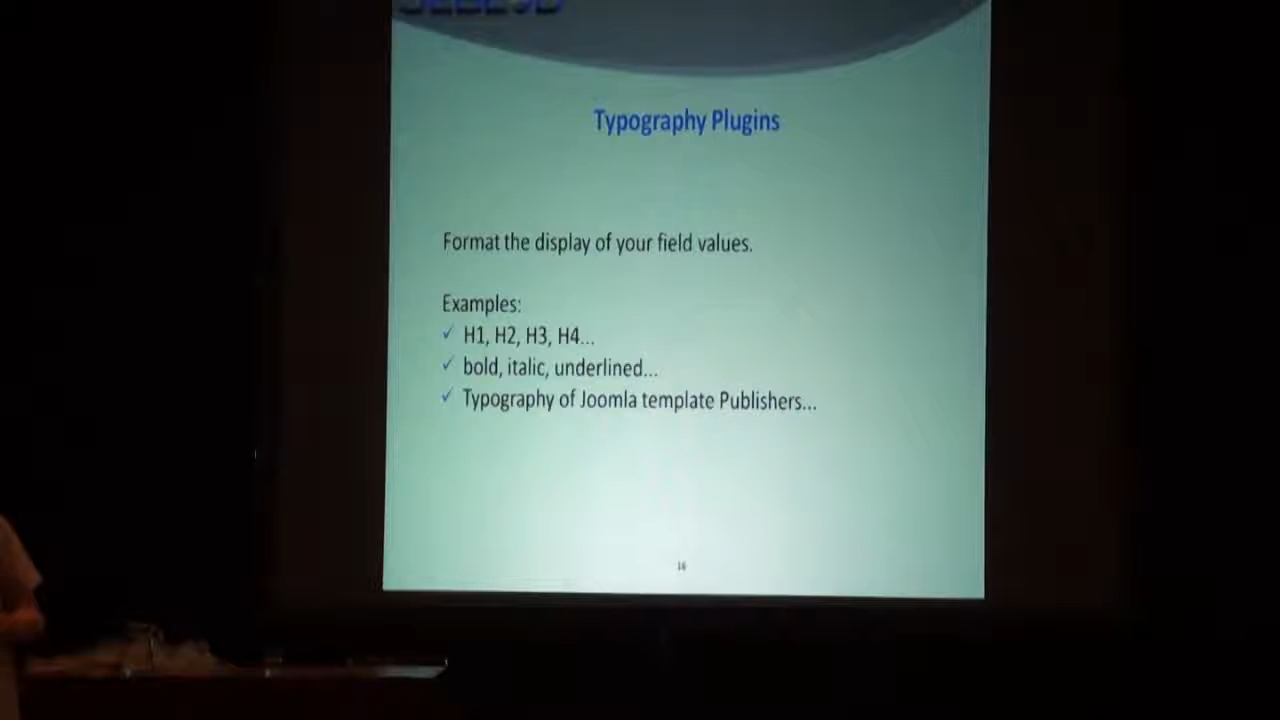 Typography Plugins
Format the display of your field values.
Examples:
✓ H1, H2, H3, H4...
✓ bold, italic, underlined...
✓ Typography of Joomla template Publishers...
16